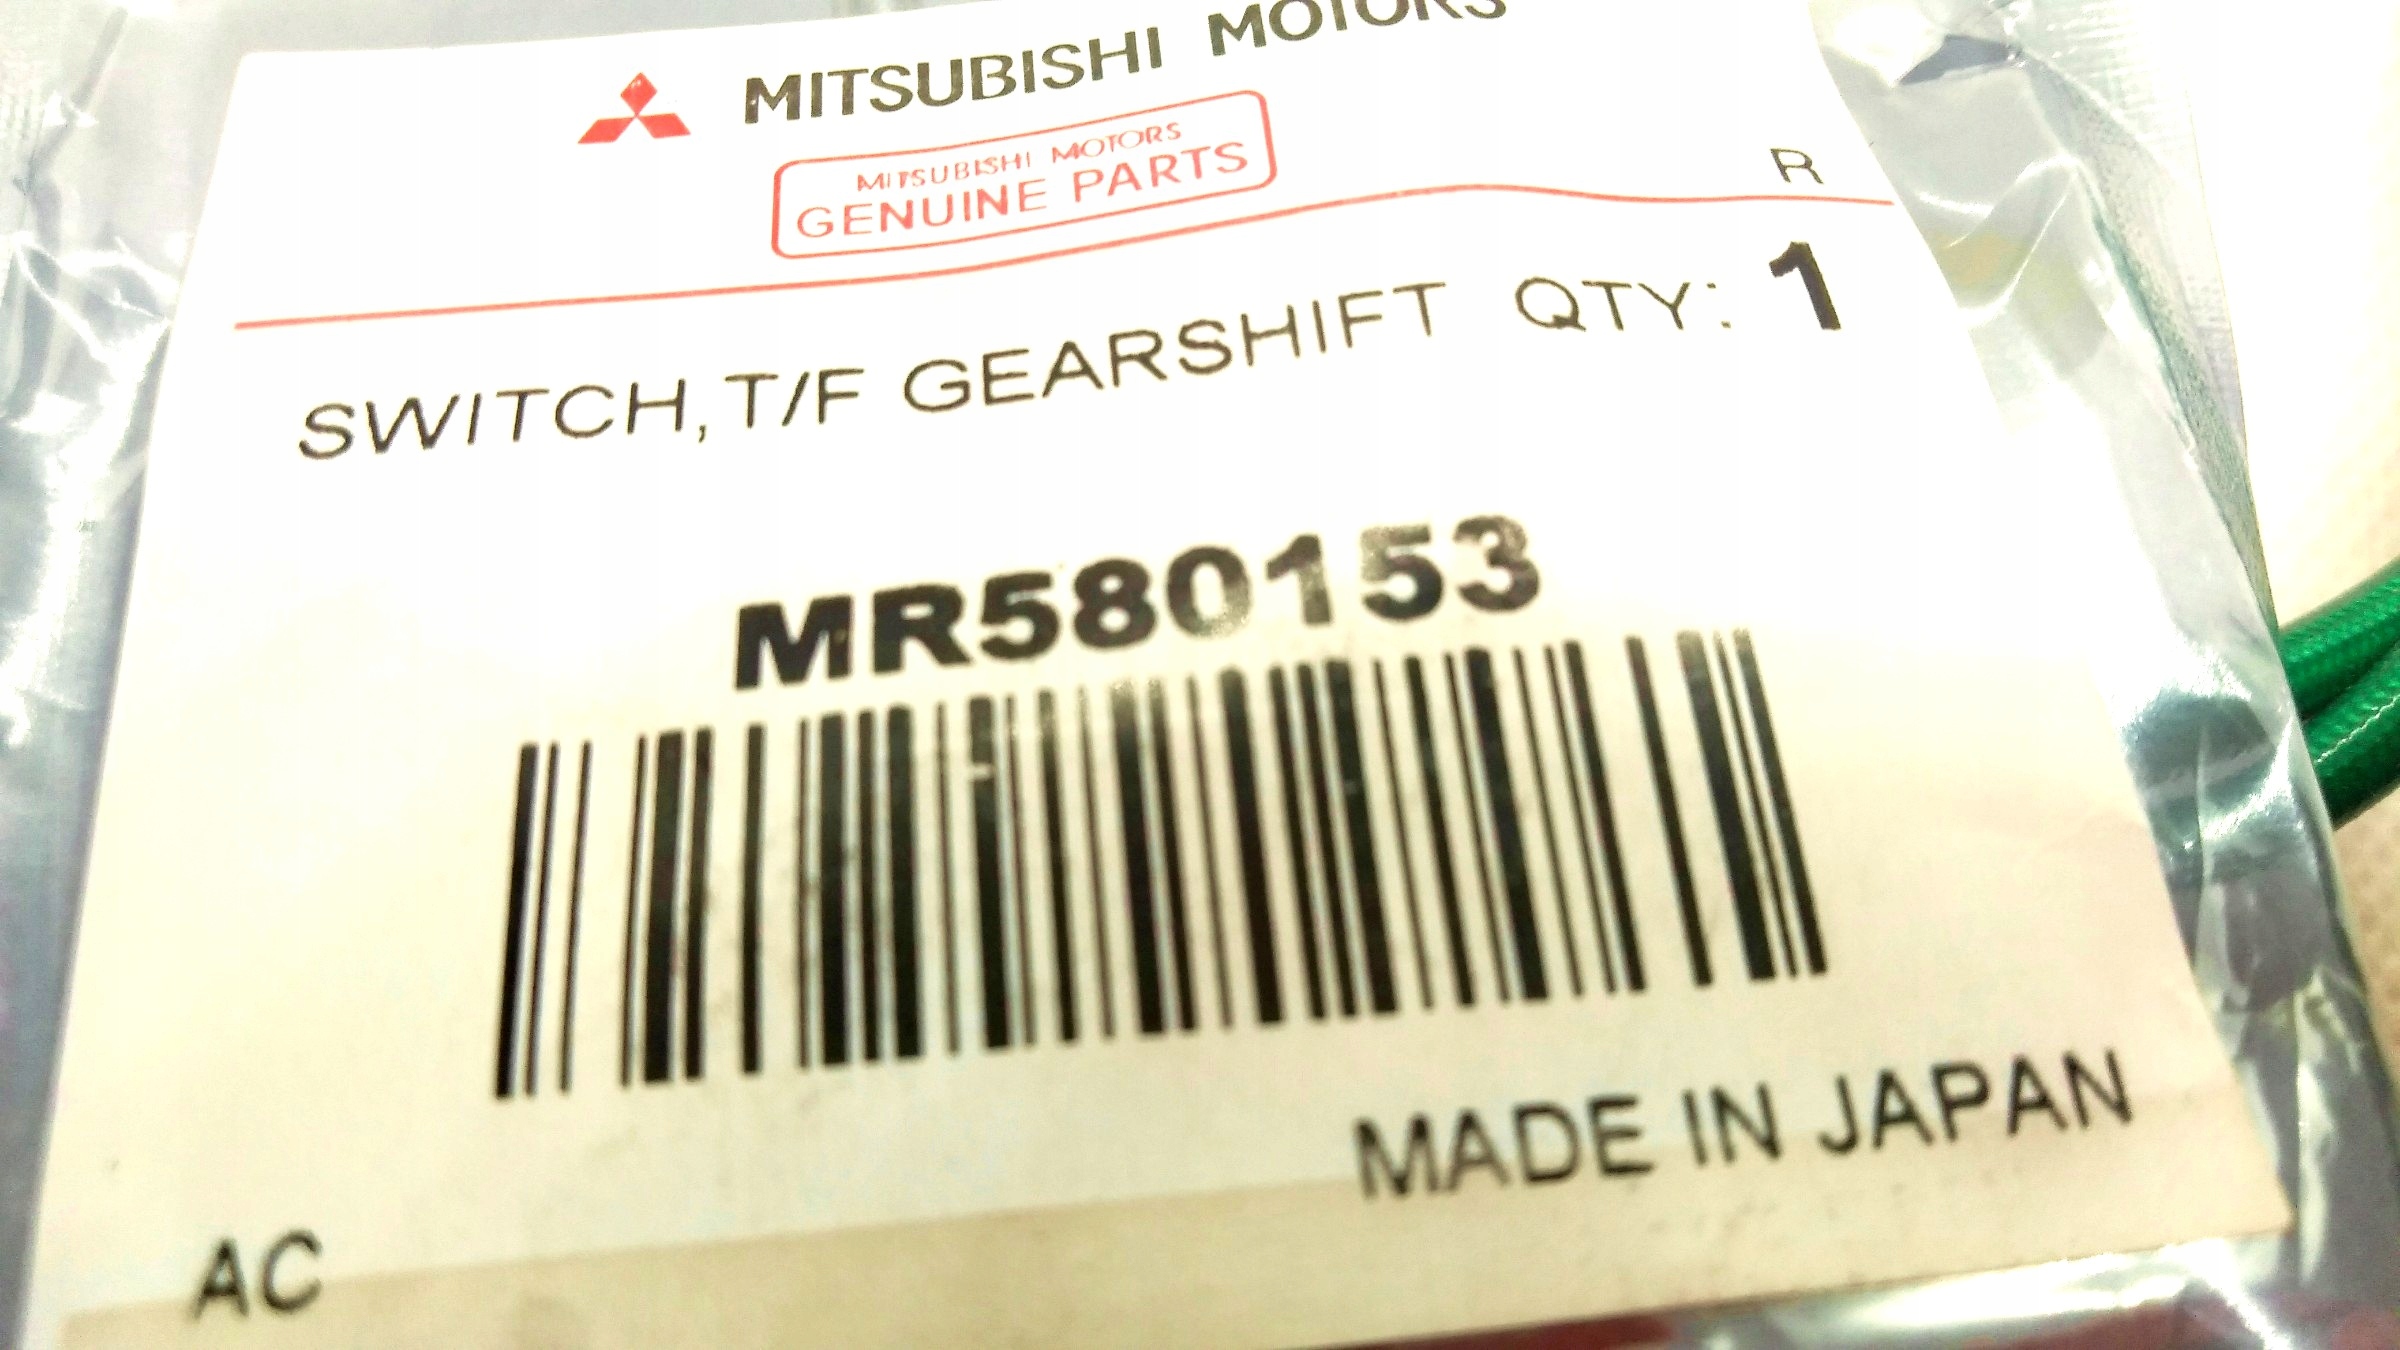 MITSUBISHI MOTORS
MITSUBISHI MOTORS
GENUINE PARTS
R
SWITCH,T/F GEARSHIFT QTY: 1
MR580153
MADE IN JAPAN
AC